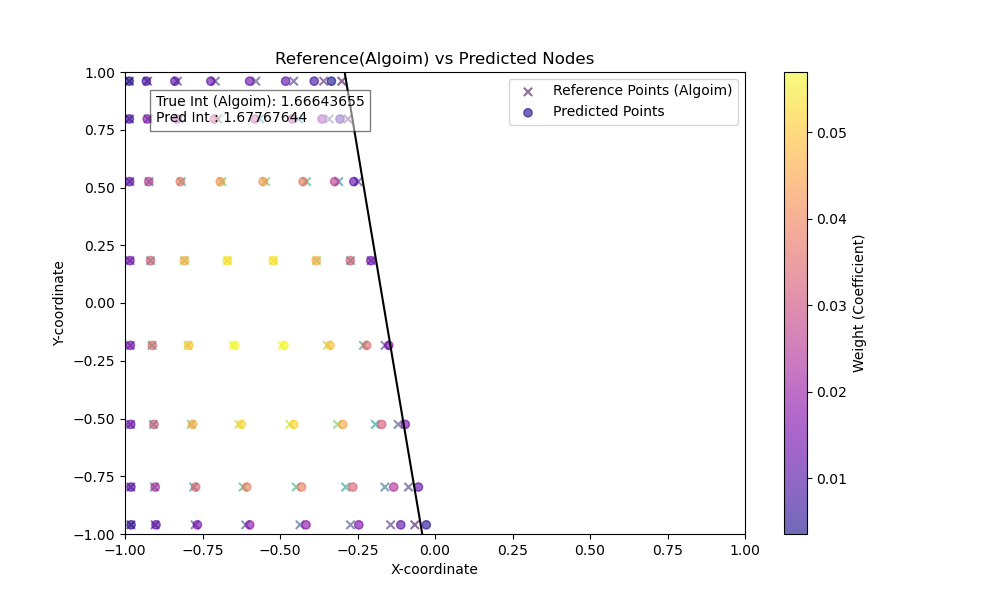 Reference(Algoim) vs Predicted Nodes
True Int (Algoim): 1.66643655
Pred Int : 1.67767644
Reference Points (Algoim)
Predicted Points
1.00
0.75
0.50
0.25
0.00
−0.25
−0.50
−0.75
−1.00
Y-coordinate
−1.00 −0.75 −0.50 −0.25 0.00 0.25 0.50 0.75 1.00
X-coordinate
0.05
0.04
0.03
0.02
0.01
Weight (Coefficient)